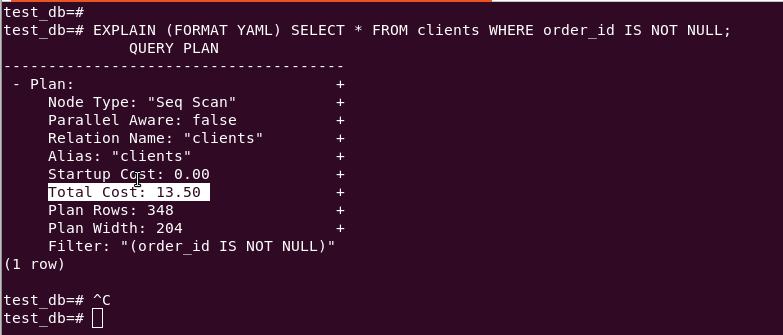 test_db=#
test_db=# EXPLAIN (FORMAT YAML) SELECT * FROM clients WHERE order_id IS NOT NULL;
              QUERY PLAN
--------------------------------------
 - Plan:                             +
     Node Type: "Seq Scan"           +
     Parallel Aware: false           +
     Relation Name: "clients"        +
     Alias: "clients"                +
     Startup Cost: 0.00              +
     Total Cost: 13.50               +
     Plan Rows: 348                  +
     Plan Width: 204                 +
     Filter: "(order_id IS NOT NULL)"
(1 row)

test_db=# ^C
test_db=#